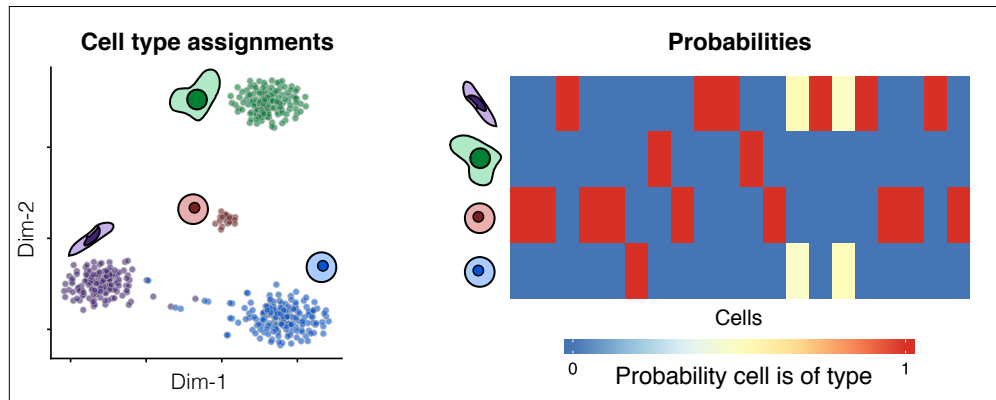 Cell type assignments
Dim-2
Dim-1
Probabilities
Cells
0
1
Probability cell is of type